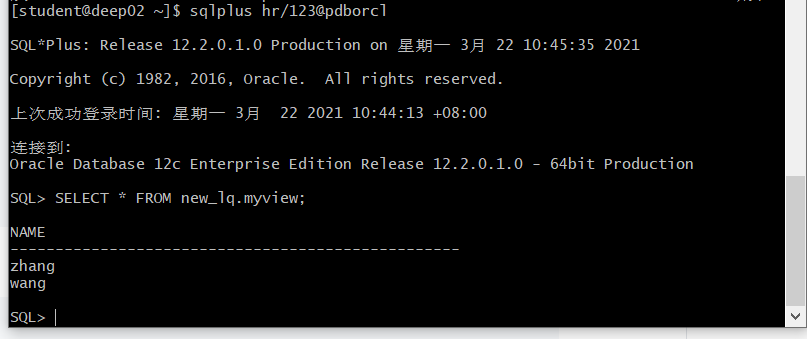 [student@deep02 ~]$ sqlplus hr/123@pdborcl
SQL*Plus: Release 12.2.0.1.0 Production on 星期一 3月 22 10:45:35 2021
Copyright (c) 1982, 2016, Oracle.  All rights reserved.
上次成功登录时间: 星期一 3月  22 2021 10:44:13 +08:00
连接到:
Oracle Database 12c Enterprise Edition Release 12.2.0.1.0 - 64bit Production
SQL> SELECT * FROM new_lq.myview;
NAME
--------------------------------------------------
zhang
wang
SQL>